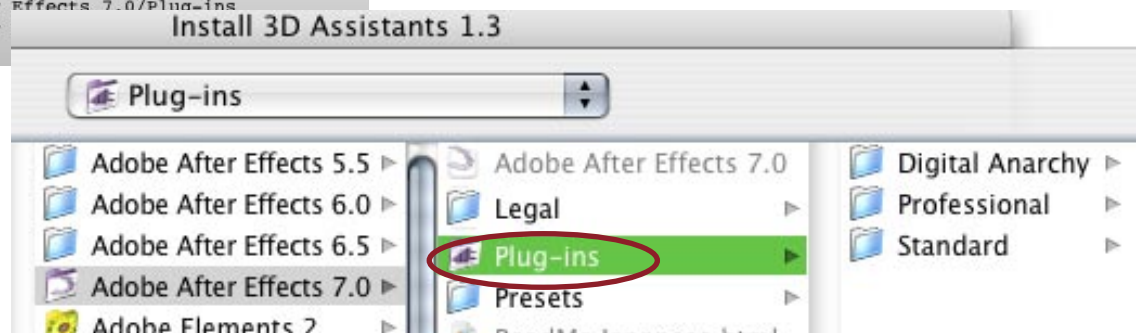 Effects 7.0/Plug-ins
Install 3D Assistants 1.3
Plug-ins
Adobe After Effects 5.5
Adobe After Effects 6.0
Adobe After Effects 6.5
Adobe After Effects 7.0
Adobe Elements 2
Adobe After Effects 7.0
Legal
Plug-ins
Presets
Digital Anarchy
Professional
Standard